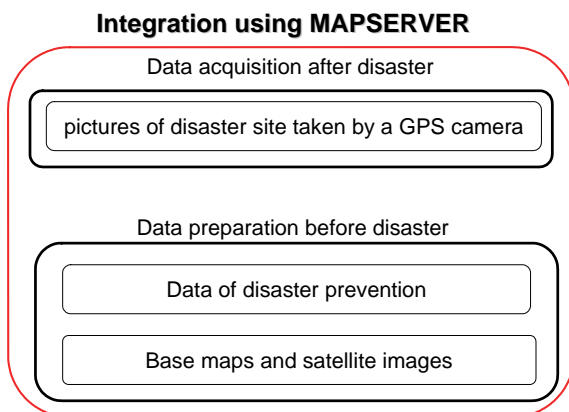 Integration using MAPSERVER
Data acquisition after disaster
pictures of disaster site taken by a GPS camera
Data preparation before disaster
Data of disaster prevention
Base maps and satellite images